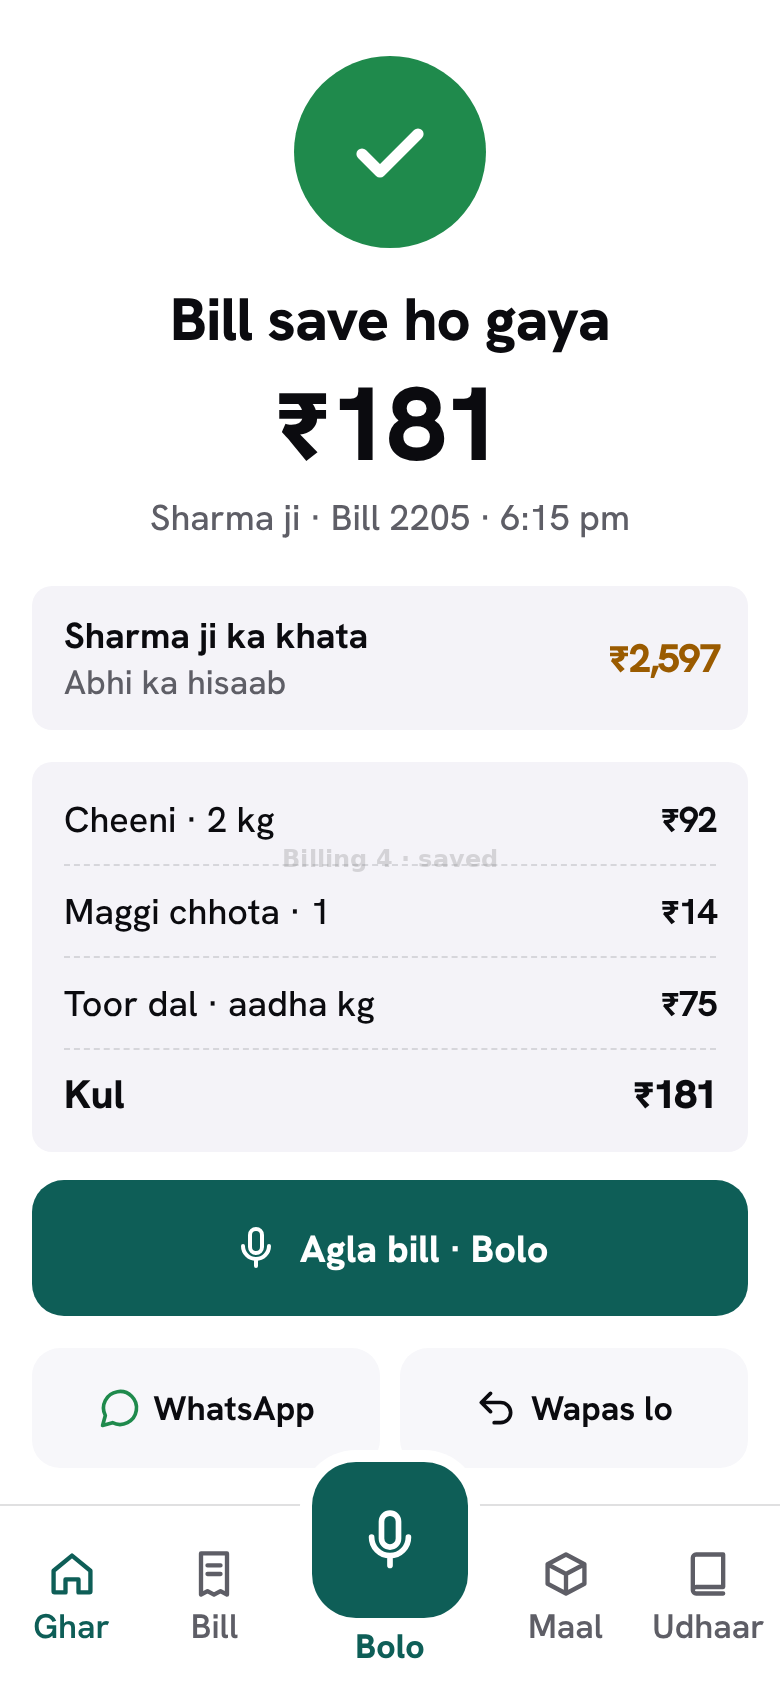 Bill save ho gaya
₹181
Sharma ji · Bill 2205 · 6:15 pm
Sharma ji ka khata
Abhi ka hisaab
₹2,597
Cheeni · 2 kg ₹92
Billing 4 · saved
Maggi chhota · 1 ₹14
Toor dal · aadha kg ₹75
Kul ₹181
Agla bill · Bolo
WhatsApp
Wapas lo
Ghar
Bill
Bolo
Maal
Udhaar